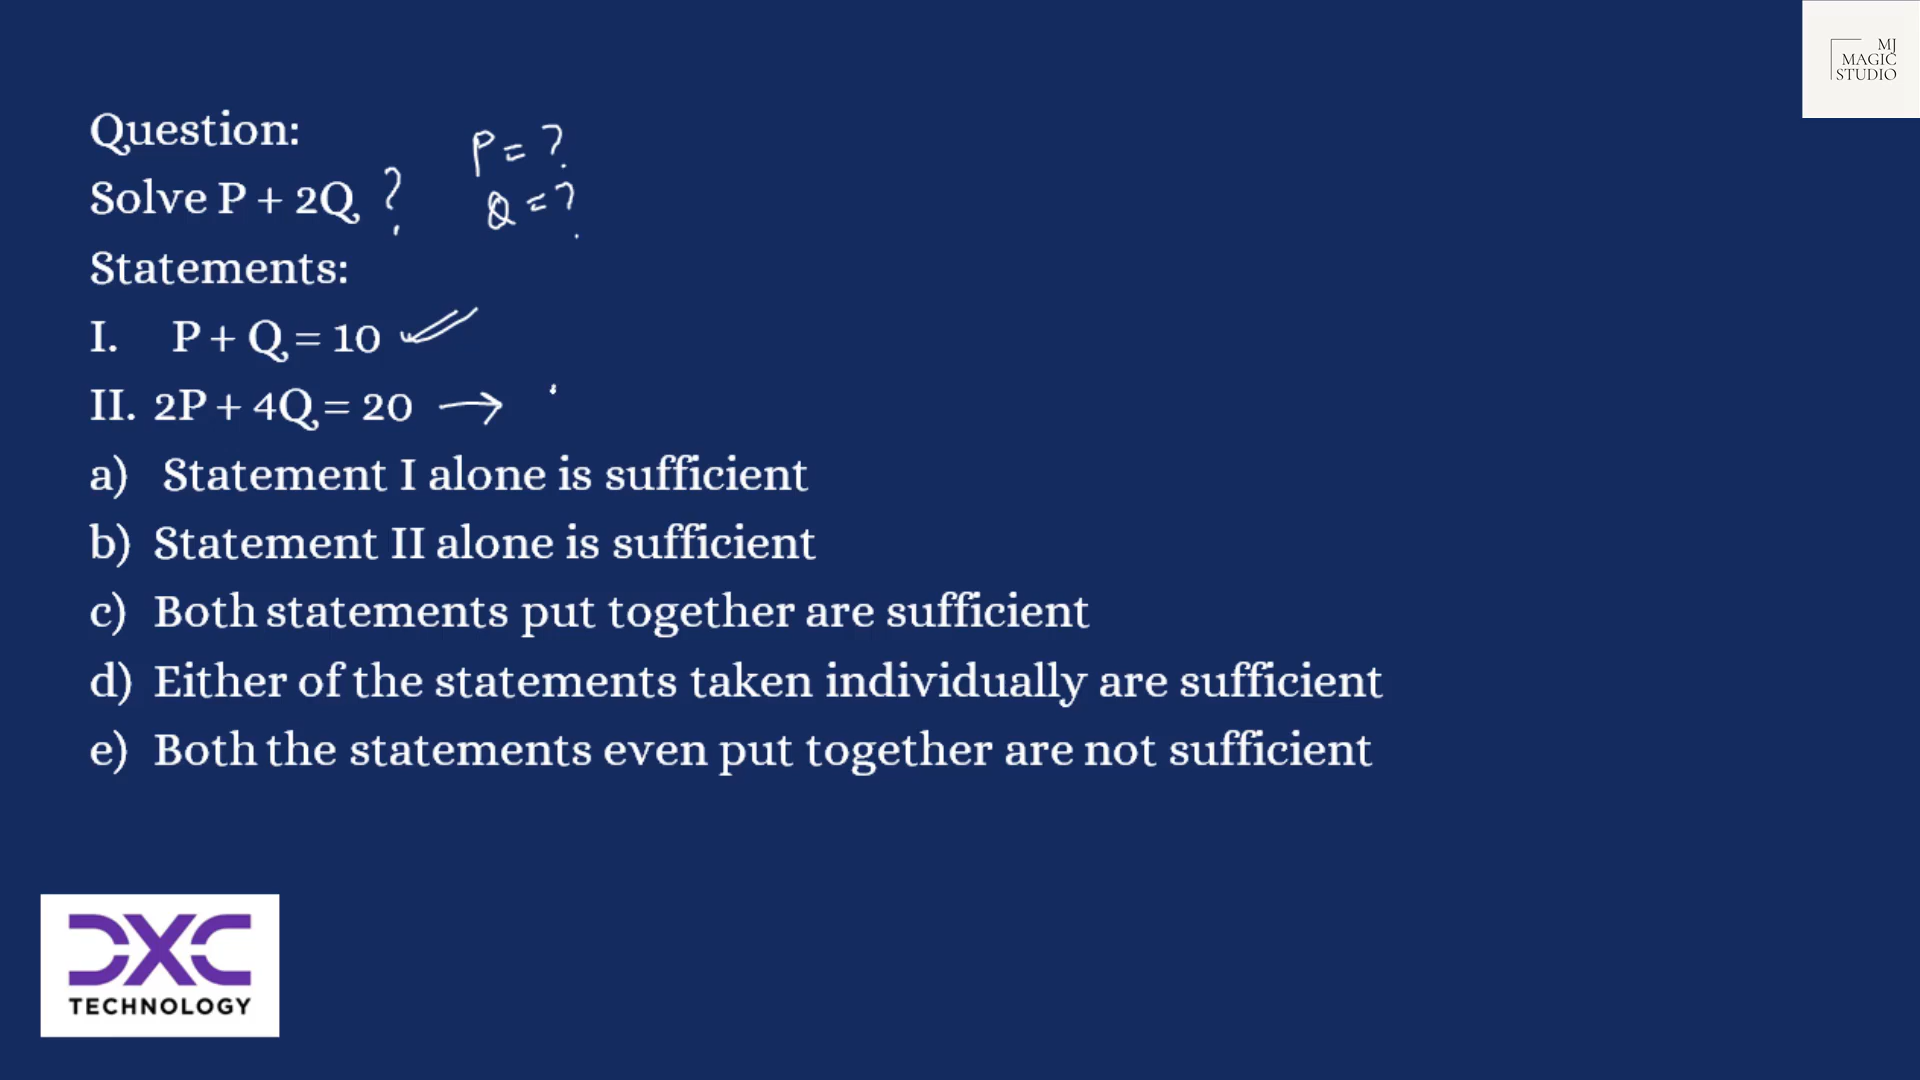 MJ
MAGIC
STUDIO
Question:
P = ?
Solve P + 2Q ?
Q = ?
Statements:
I. P + Q = 10
II. 2P + 4Q = 20 →
a) Statement I alone is sufficient
b) Statement II alone is sufficient
c) Both statements put together are sufficient
d) Either of the statements taken individually are sufficient
e) Both the statements even put together are not sufficient
DXC
TECHNOLOGY